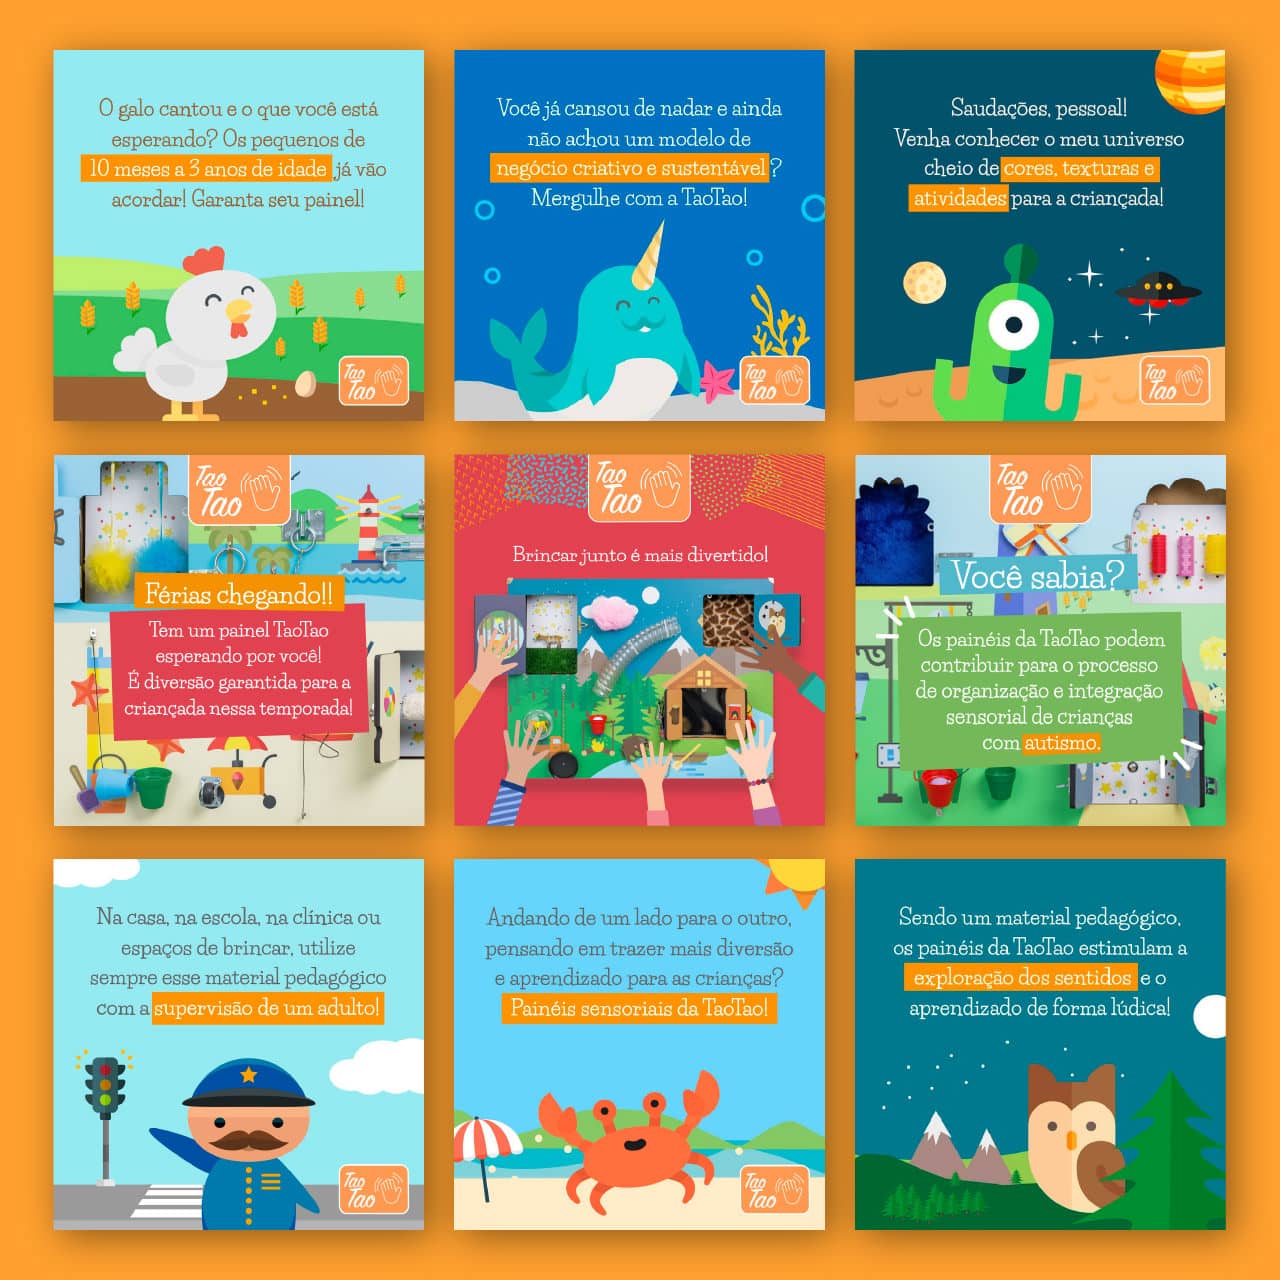 O galo cantou e o que você está
esperando? Os pequenos de
10 meses a 3 anos de idade já vão
acordar! Garanta seu painel!
Tao
Tao
Você já cansou de nadar e ainda
não achou um modelo de
negócio criativo e sustentável ?
Mergulhe com a TaoTao!
Tao
Tao
Saudações, pessoal!
Venha conhecer o meu universo
cheio de cores, texturas e
atividades para a criançada!
Tao
Tao
Tao
Tao
Férias chegando!!
Tem um painel TaoTao
esperando por você!
É diversão garantida para a
criançada nessa temporada!
Tao
Tao
Brincar junto é mais divertido!
Tao
Tao
Você sabia?
Os painéis da TaoTao podem
contribuir para o processo
de organização e integração
sensorial de crianças
com autismo.
Na casa, na escola, na clínica ou
espaços de brincar, utilize
sempre esse material pedagógico
com a supervisão de um adulto!
Tao
Tao
Andando de um lado para o outro,
pensando em trazer mais diversão
e aprendizado para as crianças?
Painéis sensoriais da TaoTao!
Tao
Tao
Sendo um material pedagógico,
os painéis da TaoTao estimulam a
exploração dos sentidos e o
aprendizado de forma lúdica!